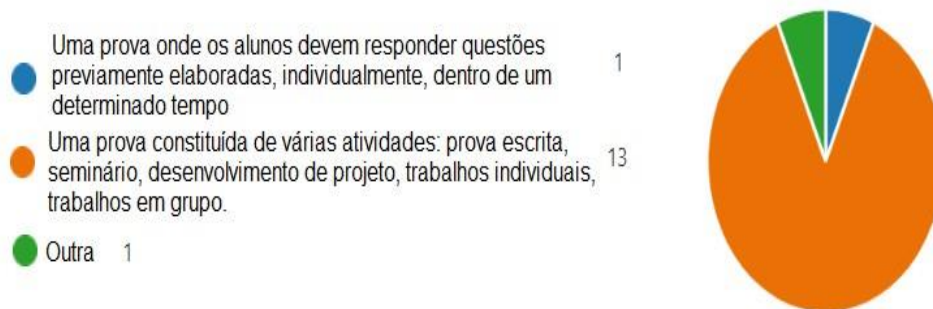 Uma prova onde os alunos devem responder questões
previamente elaboradas, individualmente, dentro de um
determinado tempo
1
Uma prova constituída de várias atividades: prova escrita,
seminário, desenvolvimento de projeto, trabalhos individuais,
trabalhos em grupo.
13
Outra 1